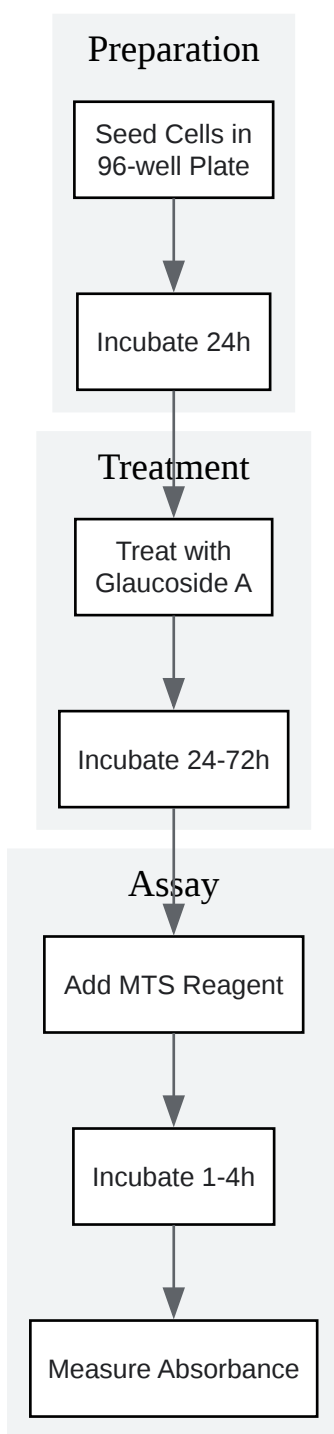 Preparation
Seed Cells in
96-well Plate
Incubate 24h
Treatment
Treat with
Glaucoside A
Incubate 24-72h
Assay
Add MTS Reagent
Incubate 1-4h
Measure Absorbance